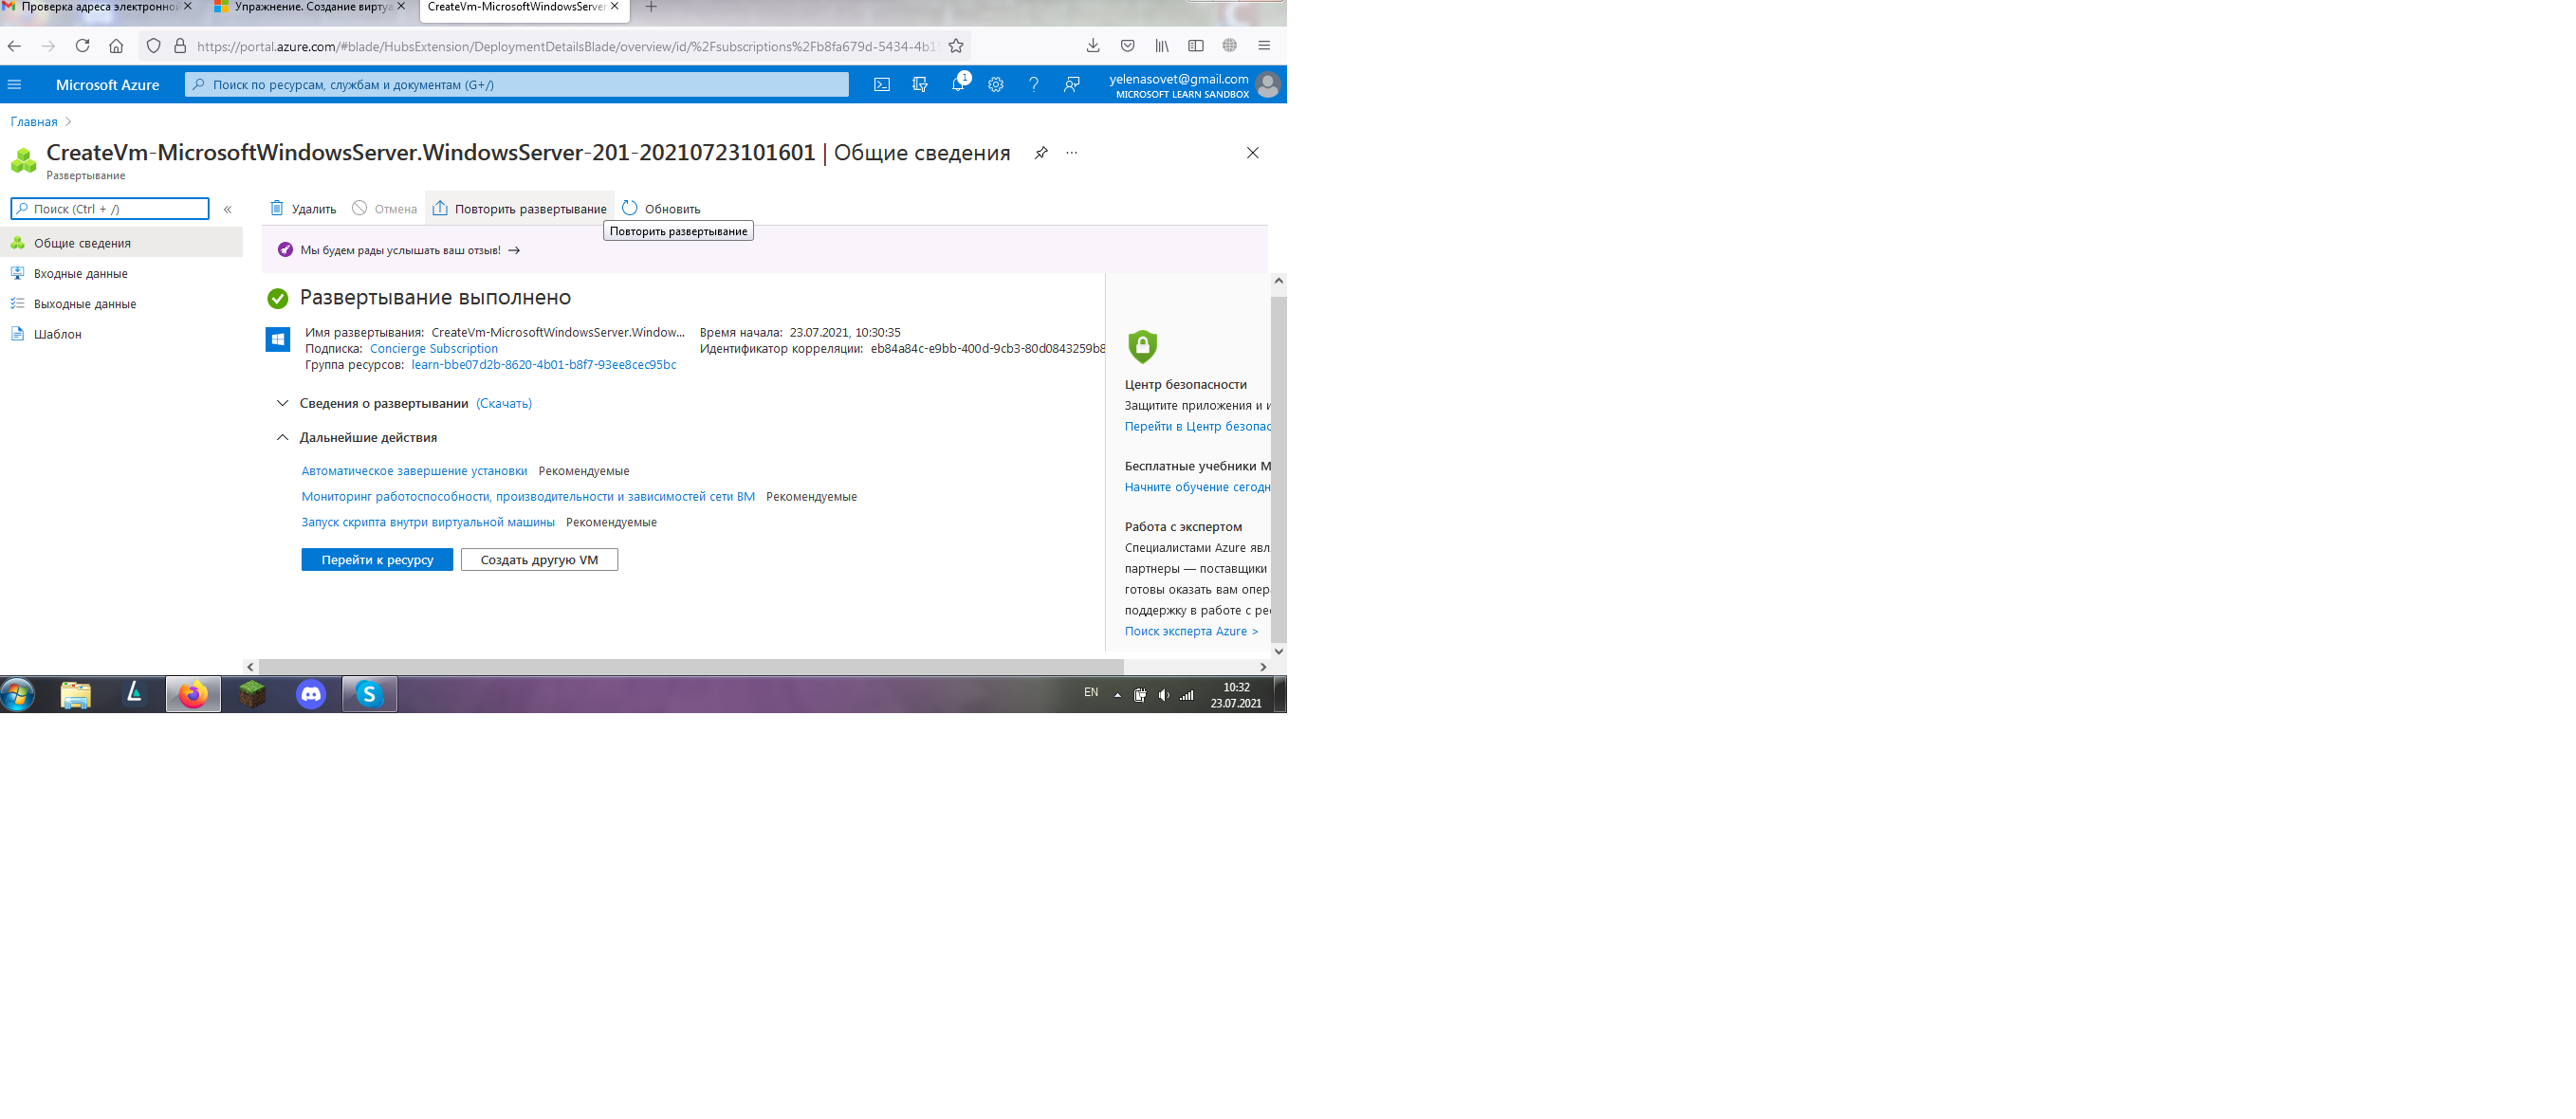 Проверка адреса электронной
Упражнение. Создание виртуа
CreateVm-MicrosoftWindowsServer
https://portal.azure.com/#blade/HubsExtension/DeploymentDetailsBlade/overview/id/%2Fsubscriptions%2Fb8fa679d-5434-4b1
Microsoft Azure
Поиск по ресурсам, службам и документам (G+/)
1
yelenasovet@gmail.com
MICROSOFT LEARN SANDBOX
Главная
CreateVm-MicrosoftWindowsServer.WindowsServer-201-20210723101601 | Общие сведения
Развертывание
Поиск (Ctrl + /)
Удалить
Отмена
Повторить развертывание
Обновить
Повторить развертывание
Общие сведения
Входные данные
Выходные данные
Шаблон
Мы будем рады услышать ваш отзыв! →
Развертывание выполнено
Имя развертывания: CreateVm-MicrosoftWindowsServer.Window...
Подписка: Concierge Subscription
Группа ресурсов: learn-bbe07d2b-8620-4b01-b8f7-93ee8cec95bc
Время начала: 23.07.2021, 10:30:35
Идентификатор корреляции: eb84a84c-e9bb-400d-9cb3-80d0843259b8
Сведения о развертывании (Скачать)
Дальнейшие действия
Автоматическое завершение установки Рекомендуемые
Мониторинг работоспособности, производительности и зависимостей сети ВМ Рекомендуемые
Запуск скрипта внутри виртуальной машины Рекомендуемые
Перейти к ресурсу
Создать другую VM
Центр безопасности
Защитите приложения и и
Перейти в Центр безопас
Бесплатные учебники M
Начните обучение сегодн
Работа с экспертом
Специалистами Azure явл
партнеры — поставщики
готовы оказать вам опер
поддержку в работе с рес
Поиск эксперта Azure >
EN
10:32
23.07.2021